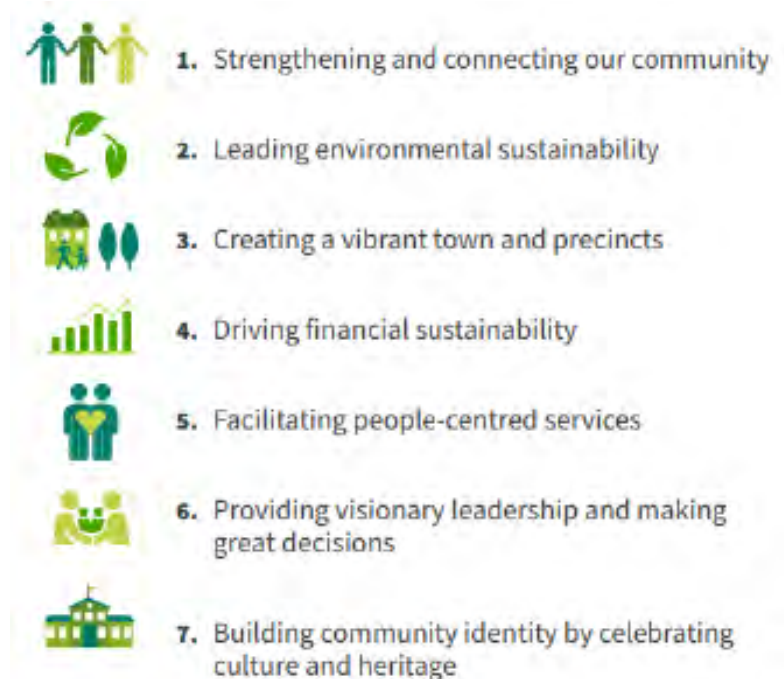 1. Strengthening and connecting our community
2. Leading environmental sustainability
3. Creating a vibrant town and precincts
4. Driving financial sustainability
5. Facilitating people-centred services
6. Providing visionary leadership and making
great decisions
7. Building community identity by celebrating
culture and heritage